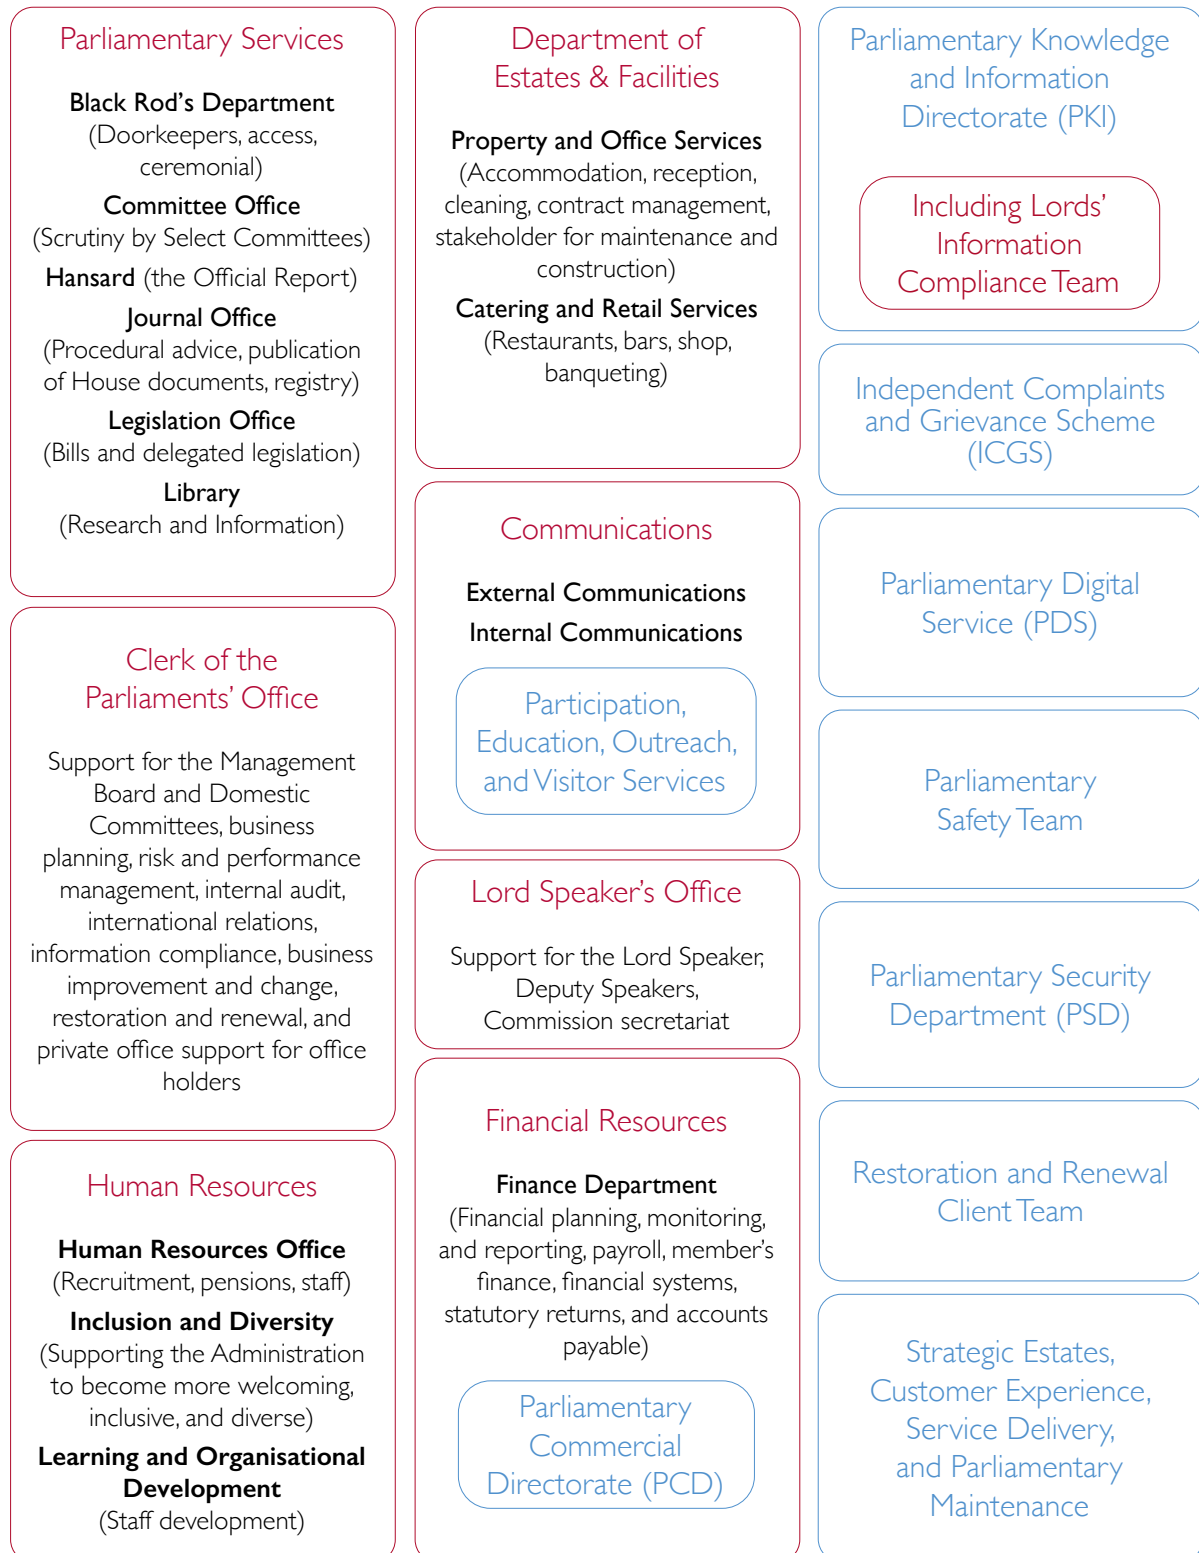 Parliamentary Services
Black Rod's Department
(Doorkeepers, access,
ceremonial)
Committee Office
(Scrutiny by Select Committees)
Hansard (the Official Report)
Journal Office
(Procedural advice, publication
of House documents, registry)
Legislation Office
(Bills and delegated legislation)
Library
(Research and Information)
Clerk of the
Parliaments' Office
Support for the Management
Board and Domestic
Committees, business
planning, risk and performance
management, internal audit,
international relations,
information compliance, business
improvement and change,
restoration and renewal, and
private office support for office
holders
Human Resources
Human Resources Office
(Recruitment, pensions, staff)
Inclusion and Diversity
(Supporting the Administration
to become more welcoming,
inclusive, and diverse)
Learning and Organisational
Development
(Staff development)
Department of
Estates & Facilities
Property and Office Services
(Accommodation, reception,
cleaning, contract management,
stakeholder for maintenance and
construction)
Catering and Retail Services
(Restaurants, bars, shop,
banqueting)
Communications
External Communications
Internal Communications
Participation,
Education, Outreach,
and Visitor Services
Lord Speaker's Office
Support for the Lord Speaker,
Deputy Speakers,
Commission secretariat
Financial Resources
Finance Department
(Financial planning, monitoring,
and reporting, payroll, member's
finance, financial systems,
statutory returns, and accounts
payable)
Parliamentary
Commercial
Directorate (PCD)
Parliamentary Knowledge
and Information
Directorate (PKI)
Including Lords'
Information
Compliance Team
Independent Complaints
and Grievance Scheme
(ICGS)
Parliamentary Digital
Service (PDS)
Parliamentary
Safety Team
Parliamentary Security
Department (PSD)
Restoration and Renewal
Client Team
Strategic Estates,
Customer Experience,
Service Delivery,
and Parliamentary
Maintenance